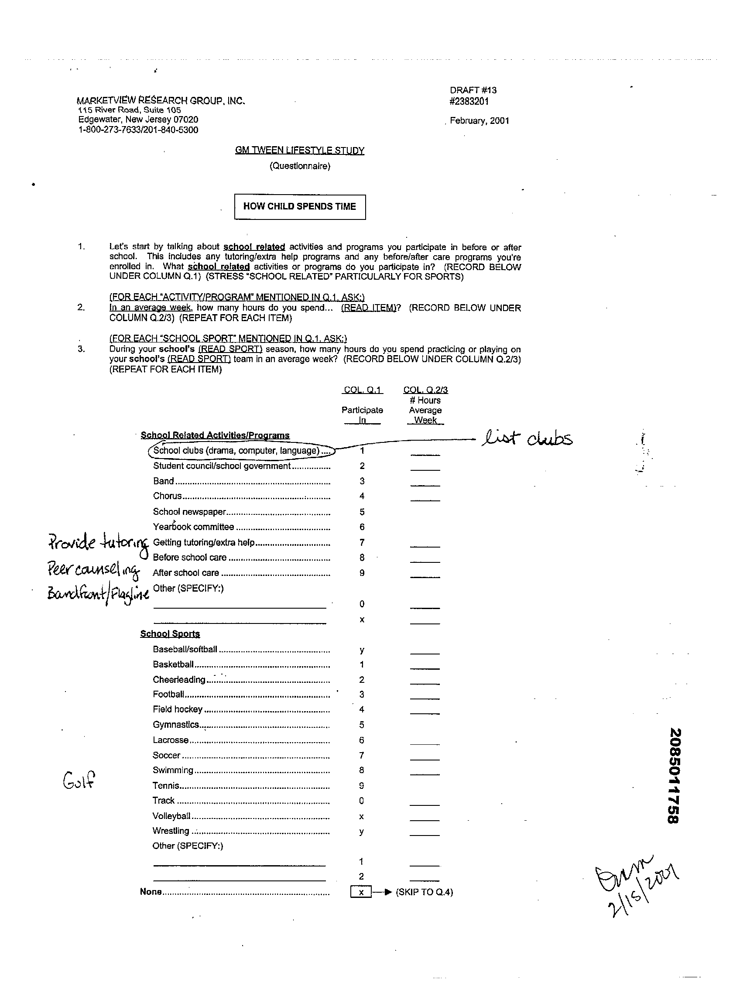 DRAFT #13
MARKETVIEW RESEARCH GROUP, INC.
#2383201
115 River Road, Suite 105
Edgewater, New Jersey 07020
February, 2001
1-800-273-7633/201-840-5300
GM TWEEN LIFESTYLE STUDY
(Questionnaire)
HOW CHILD SPENDS TIME
1. Let's start by talking about school related activities and programs you participate in before or after
school. This includes any tutoring/extra help programs and any before/after care programs you're
enrolled in. What school related activities or programs do you participate in? (RECORD BELOW
UNDER COLUMN Q.1) (STRESS "SCHOOL RELATED" PARTICULARLY FOR SPORTS)
(FOR EACH "ACTIVITY/PROGRAM" MENTIONED IN Q.1, ASK:)
2. In an average week, how many hours do you spend... (READ ITEM)? (RECORD BELOW UNDER
COLUMN Q.2/3) (REPEAT FOR EACH ITEM)
(FOR EACH "SCHOOL SPORT" MENTIONED IN Q.1, ASK:)
3. During your school's (READ SPORT) season, how many hours do you spend practicing or playing on
your school's (READ SPORT) team in an average week? (RECORD BELOW UNDER COLUMN Q.2/3)
(REPEAT FOR EACH ITEM)
COL. Q.1 COL. Q.2/3
# Hours
Participate Average
In Week
School Related Activities/Programs
list clubs
School clubs (drama, computer, language) .... 1
Student council/school government ................ 2
Band ................ 3
Chorus ................ 4
School newspaper ................ 5
Yearbook committee ................ 6
Provide tutoring Getting tutoring/extra help ................ 7
Before school care ................ 8
Peer counseling After school care ................ 9
Bandfront/Flagline Other (SPECIFY:)
0
x
School Sports
Baseball/softball ................ y
Basketball ................ 1
Cheerleading ................ 2
Football ................ 3
Field hockey ................ 4
Gymnastics ................ 5
Lacrosse ................ 6
Soccer ................ 7
Swimming ................ 8
Golf
Tennis ................ 9
Track ................ 0
Volleyball ................ x
Wrestling ................ y
Other (SPECIFY:)
1
2
None ................ x (SKIP TO Q.4)
2085011758
2/15/2001